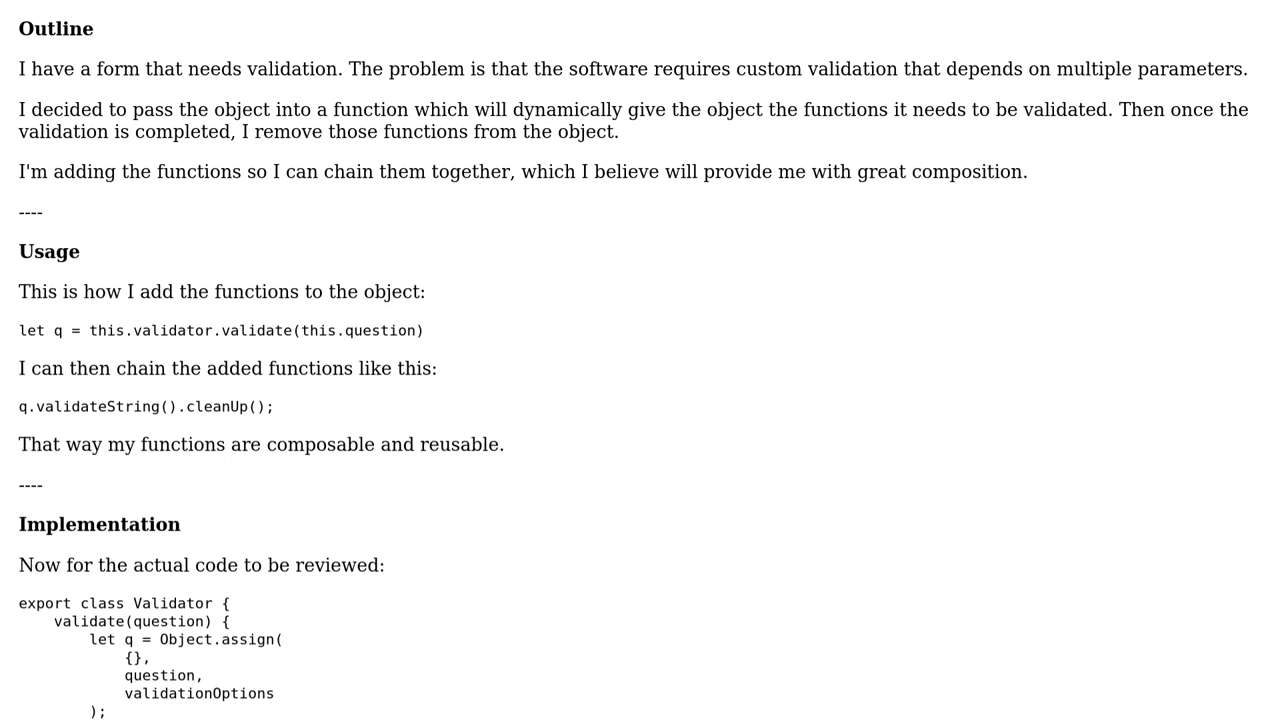 Outline
I have a form that needs validation. The problem is that the software requires custom validation that depends on multiple parameters.
I decided to pass the object into a function which will dynamically give the object the functions it needs to be validated. Then once the
validation is completed, I remove those functions from the object.
I'm adding the functions so I can chain them together, which I believe will provide me with great composition.
----
Usage
This is how I add the functions to the object:
let q = this.validator.validate(this.question)
I can then chain the added functions like this:
q.validateString().cleanUp();
That way my functions are composable and reusable.
----
Implementation
Now for the actual code to be reviewed:
export class Validator {
    validate(question) {
        let q = Object.assign(
            {},
            question,
            validationOptions
        );